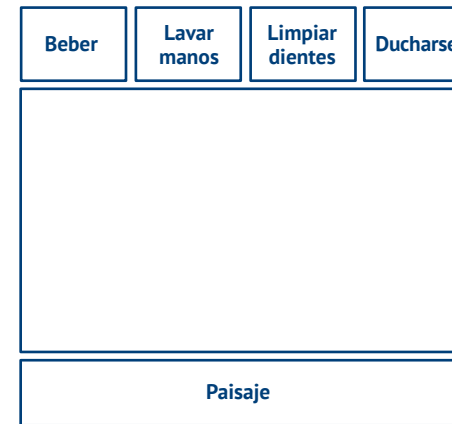 Beber
Lavar
manos
Limpiar
dientes
Ducharse
Paisaje